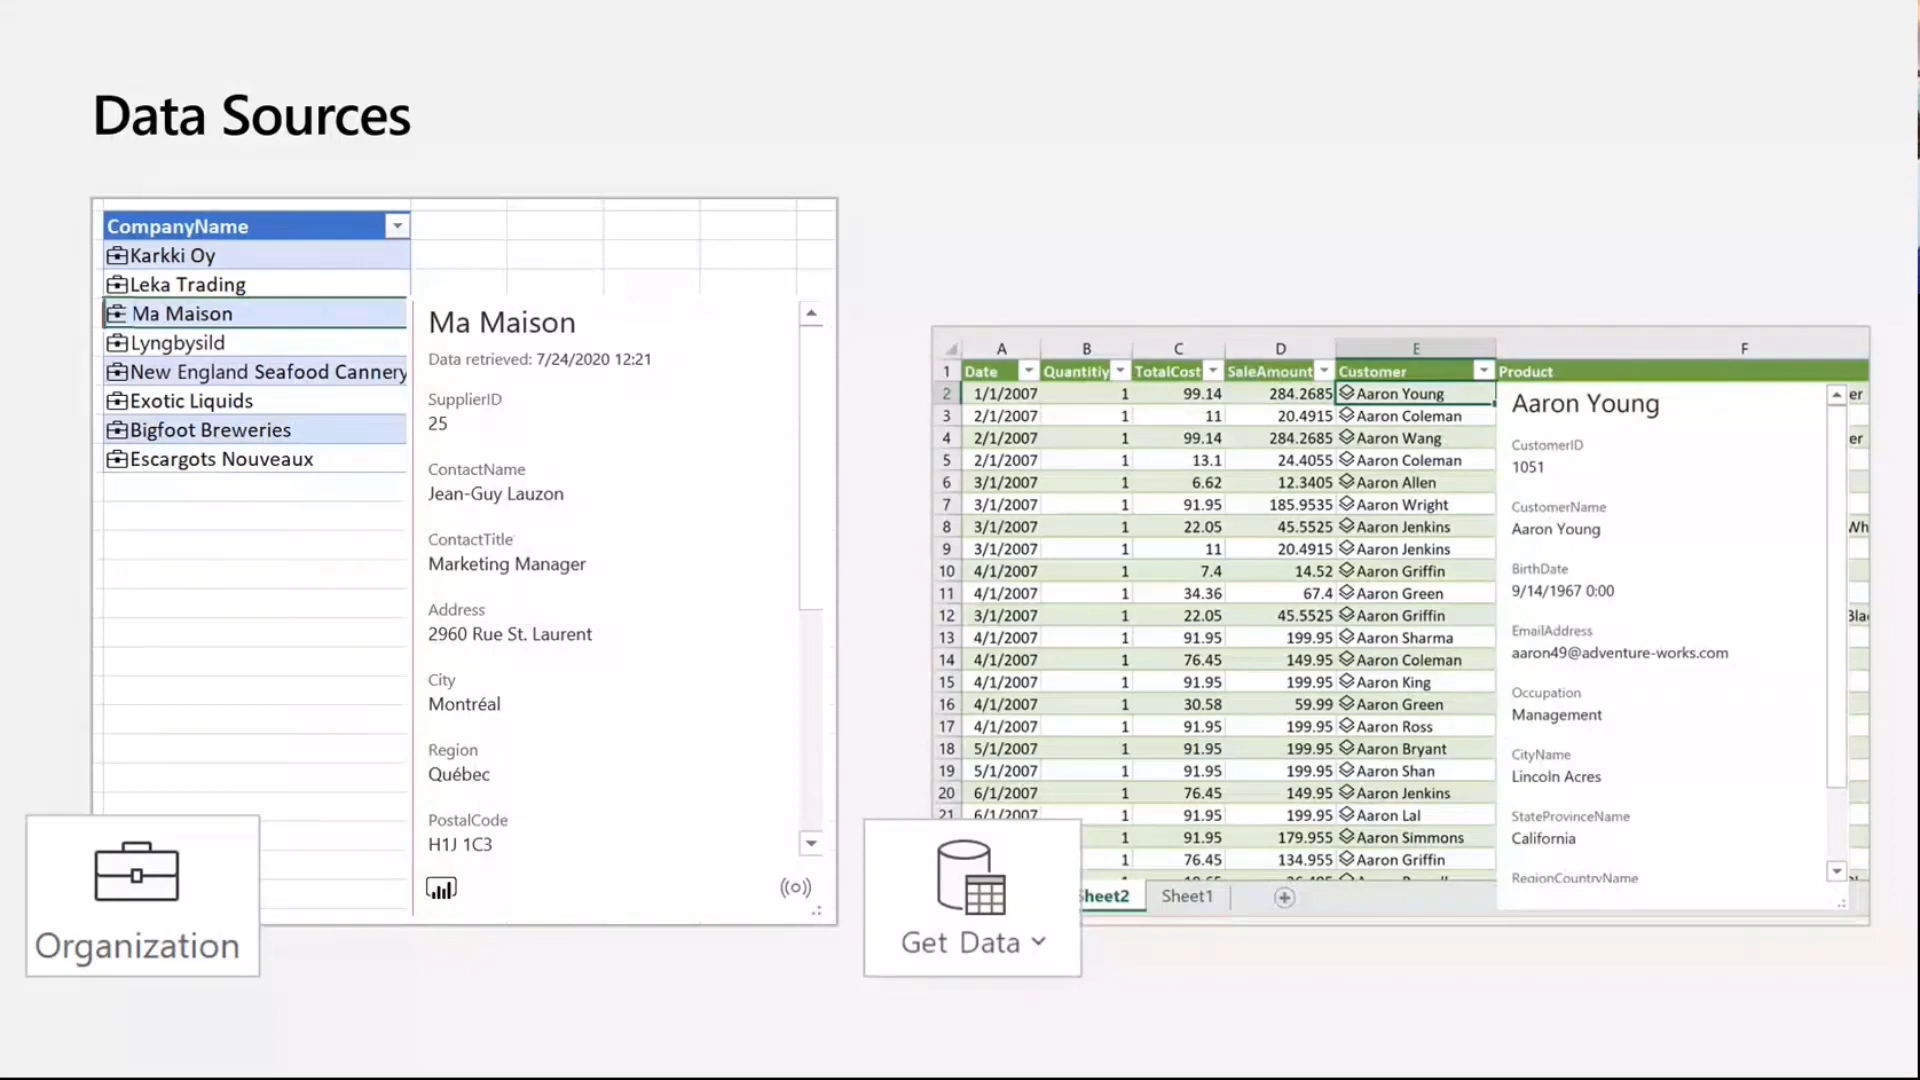 Data Sources
CompanyName
Karkki Oy
Leka Trading
Ma Maison
Lyngbysild
New England Seafood Cannery
Exotic Liquids
Bigfoot Breweries
Escargots Nouveaux
Ma Maison
Data retrieved: 7/24/2020 12:21
SupplierID
25
ContactName
Jean-Guy Lauzon
ContactTitle
Marketing Manager
Address
2960 Rue St. Laurent
City
Montréal
Region
Québec
PostalCode
H1J 1C3
Organization
A B C D E F
1 Date Quantitiy TotalCost SaleAmount Customer Product
2 1/1/2007 1 99.14 284.2685 Aaron Young
3 2/1/2007 1 11 20.4915 Aaron Coleman
4 2/1/2007 1 99.14 284.2685 Aaron Wang
5 2/1/2007 1 13.1 24.4055 Aaron Coleman
6 3/1/2007 1 6.62 12.3405 Aaron Allen
7 3/1/2007 1 91.95 185.9535 Aaron Wright
8 3/1/2007 1 22.05 45.5525 Aaron Jenkins
9 3/1/2007 1 11 20.4915 Aaron Jenkins
10 4/1/2007 1 7.4 14.52 Aaron Griffin
11 4/1/2007 1 34.36 67.4 Aaron Green
12 3/1/2007 1 22.05 45.5525 Aaron Griffin
13 4/1/2007 1 91.95 199.95 Aaron Sharma
14 4/1/2007 1 76.45 149.95 Aaron Coleman
15 4/1/2007 1 91.95 199.95 Aaron King
16 4/1/2007 1 30.58 59.99 Aaron Green
17 4/1/2007 1 91.95 199.95 Aaron Ross
18 5/1/2007 1 91.95 199.95 Aaron Bryant
19 5/1/2007 1 91.95 199.95 Aaron Shan
20 6/1/2007 1 76.45 149.95 Aaron Jenkins
21 6/1/2007 1 91.95 199.95 Aaron Lal
1 91.95 179.955 Aaron Simmons
1 76.45 134.955 Aaron Griffin
Aaron Young
CustomerID
1051
CustomerName
Aaron Young
BirthDate
9/14/1967 0:00
EmailAddress
aaron49@adventure-works.com
Occupation
Management
CityName
Lincoln Acres
StateProvinceName
California
RegionCountryName
er
er
Wh
Bla
Sheet2 Sheet1
Get Data